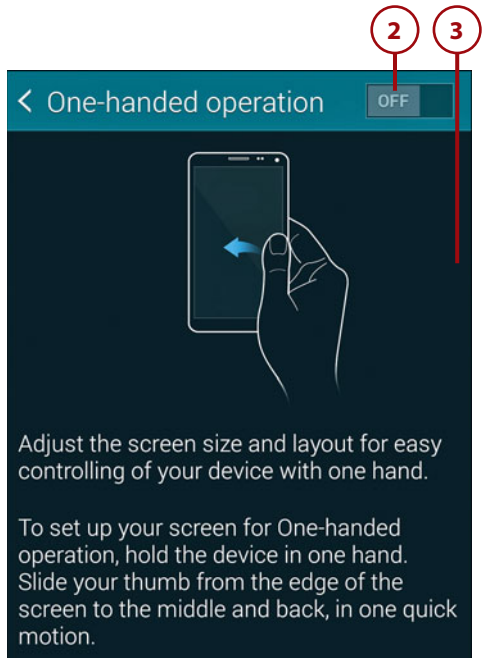 2 3
< One-handed operation OFF
Adjust the screen size and layout for easy
controlling of your device with one hand.
To set up your screen for One-handed
operation, hold the device in one hand.
Slide your thumb from the edge of the
screen to the middle and back, in one quick
motion.